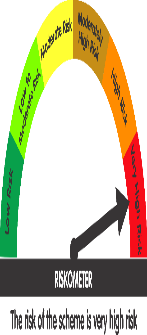 Low Risk
Low to
Moderate Risk
Moderate Risk
Moderately
High Risk
High Risk
Very High Risk
RISKOMETER
The risk of the scheme is very high risk